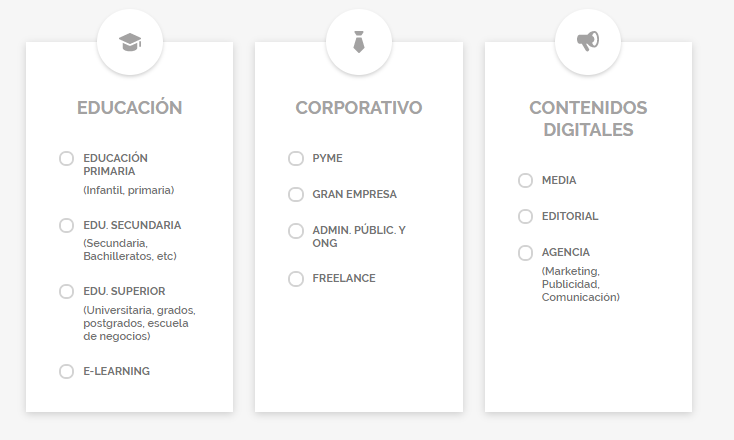 EDUCACIÓN
EDUCACIÓN
PRIMARIA
(Infantil, primaria)
EDU. SECUNDARIA
(Secundaria,
Bachilleratos, etc)
EDU. SUPERIOR
(Universitaria, grados,
postgrados, escuela
de negocios)
E-LEARNING
CORPORATIVO
PYME
GRAN EMPRESA
ADMIN. PÚBLIC. Y
ONG
FREELANCE
CONTENIDOS
DIGITALES
MEDIA
EDITORIAL
AGENCIA
(Marketing,
Publicidad,
Comunicación)